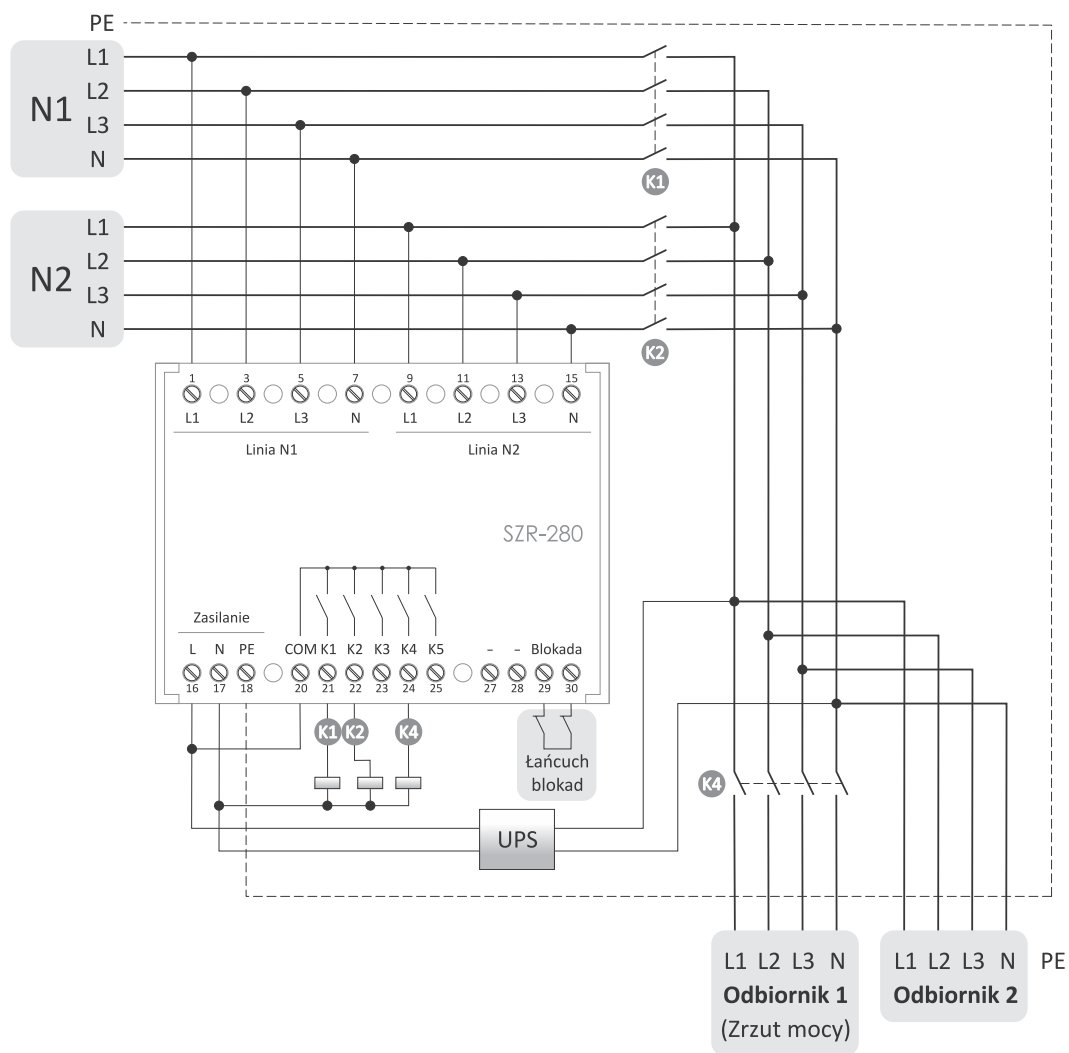 PE
L1
N1
L2
L3
N
K1
L1
N2
L2
L3
N
K2
1 3 5 7 9 11 13 15
L1 L2 L3 N L1 L2 L3 N
Linia N1 Linia N2
SZR-280
Zasilanie
L N PE COM K1 K2 K3 K4 K5 – – Blokada
16 17 18 20 21 22 23 24 25 27 28 29 30
K1 K2 K4
Łańcuch
blokad
K4
UPS
L1 L2 L3 N L1 L2 L3 N PE
Odbiornik 1 Odbiornik 2
(Zrzut mocy)